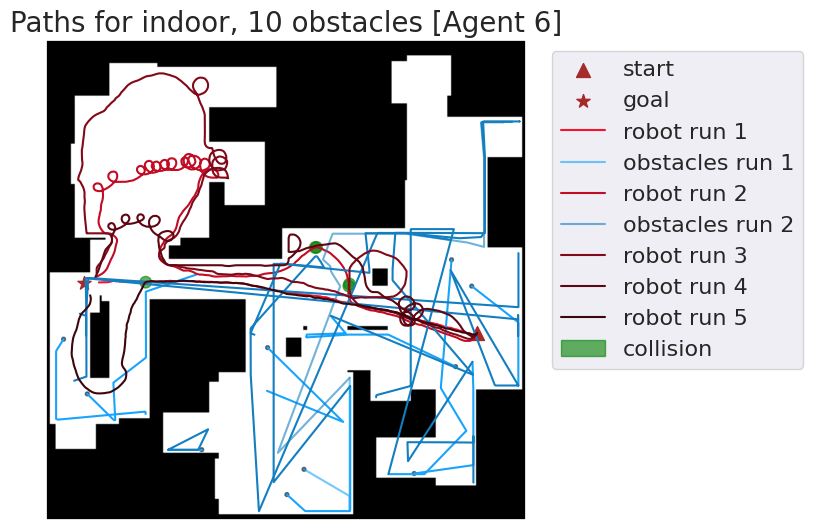 Paths for indoor, 10 obstacles [Agent 6]
start
goal
robot run 1
obstacles run 1
robot run 2
obstacles run 2
robot run 3
robot run 4
robot run 5
collision